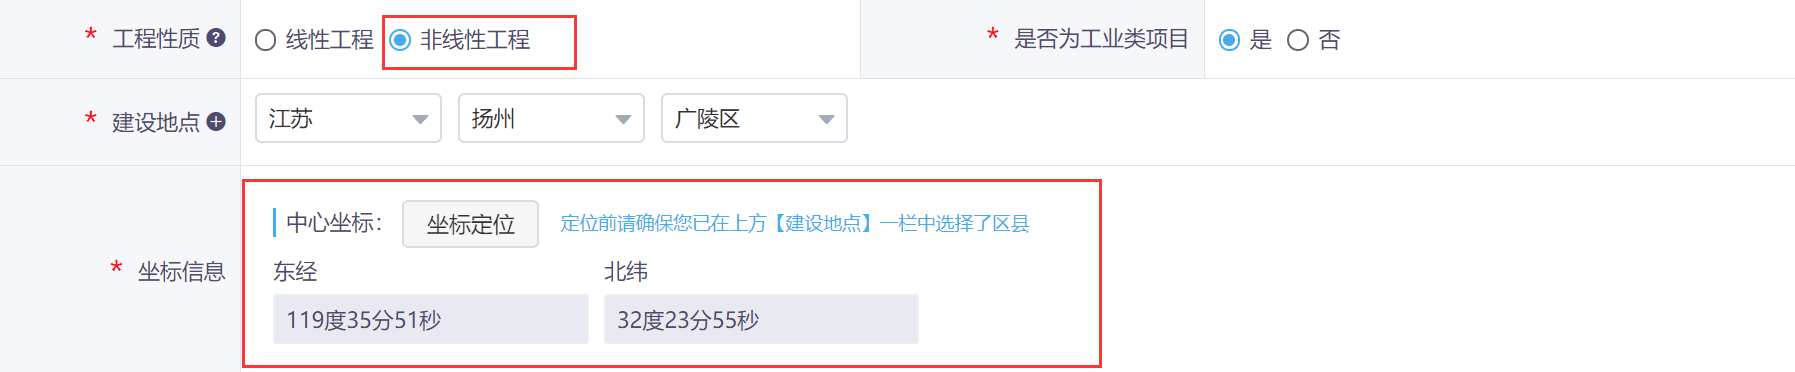 * 工程性质 ? 线性工程 非线性工程 * 是否为工业类项目 是 否
* 建设地点 + 江苏 扬州 广陵区
中心坐标： 坐标定位 定位前请确保您已在上方【建设地点】一栏中选择了区县
* 坐标信息 东经 北纬
119度35分51秒 32度23分55秒